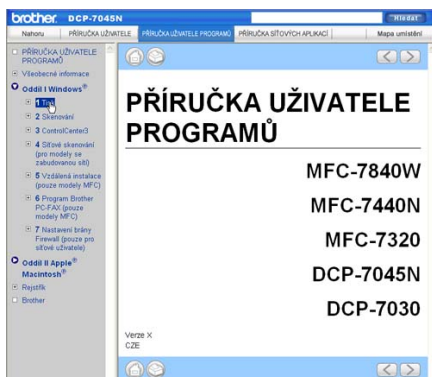 brother DCP-7045N
Hledat
Nahoru PŘÍRUČKA UŽIVATELE PŘÍRUČKA UŽIVATELE PROGRAMŮ PŘÍRUČKA SÍŤOVÝCH APLIKACÍ Mapa umístění
PŘÍRUČKA UŽIVATELE
PROGRAMŮ
Všeobecné informace
Oddíl I Windows®
1 Tisk
2 Skenování
3 ControlCenter3
4 Síťové skenování
(pro modely se
zabudovanou sítí)
5 Vzdálená instalace
(pouze modely MFC)
6 Program Brother
PC-FAX (pouze
modely MFC)
7 Nastavení brány
Firewall (pouze pro
síťové uživatele)
Oddíl II Apple®
Macintosh®
Rejstřík
Brother
PŘÍRUČKA UŽIVATELE
PROGRAMŮ
MFC-7840W
MFC-7440N
MFC-7320
DCP-7045N
DCP-7030
Verze X
CZE